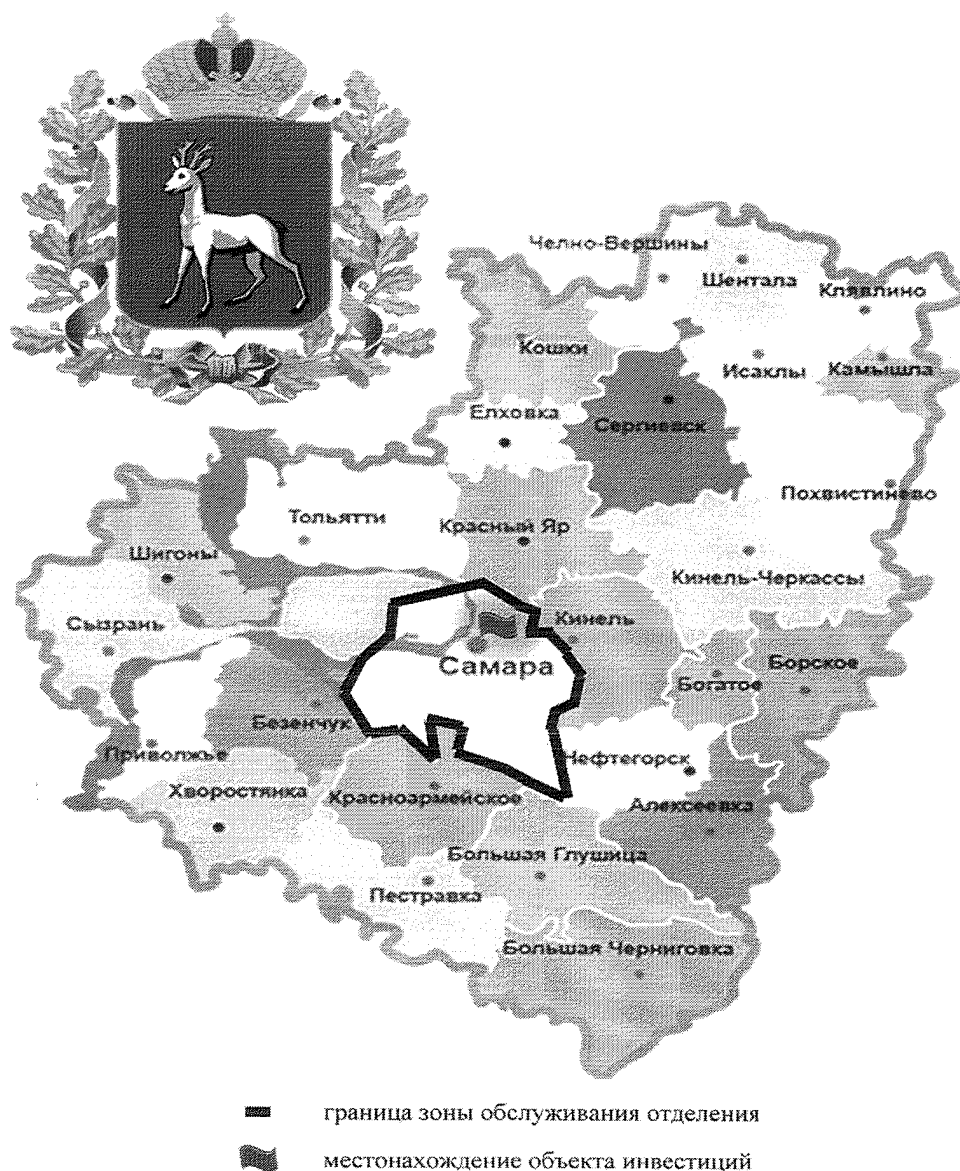 Челно-Вершины
Шентала
Клявлино
Кошки
Исаклы
Камышла
Елховка
Сергиевск
Похвистнево
Тольятти
Красный Яр
Шигоны
Кинель-Черкассы
Сызрань
Кинель
Самара
Борское
Богатое
Безенчук
Приволжье
Нефтегорск
Хворостянка
Красноармейское
Алексеевка
Большая Глушица
Пестравка
Большая Черниговка
граница зоны обслуживания отделения
местонахождение объекта инвестиций